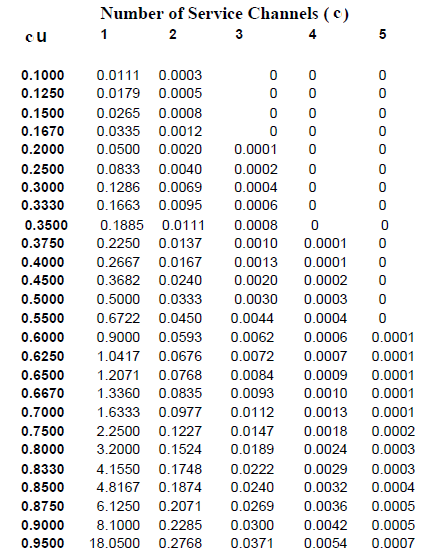 Number of Service Channels ( c )
c u 1 2 3 4 5
0.1000 0.0111 0.0003 0 0 0
0.1250 0.0179 0.0005 0 0 0
0.1500 0.0265 0.0008 0 0 0
0.1670 0.0335 0.0012 0 0 0
0.2000 0.0500 0.0020 0.0001 0 0
0.2500 0.0833 0.0040 0.0002 0 0
0.3000 0.1286 0.0069 0.0004 0 0
0.3330 0.1663 0.0095 0.0006 0 0
0.3500 0.1885 0.0111 0.0008 0 0
0.3750 0.2250 0.0137 0.0010 0.0001 0
0.4000 0.2667 0.0167 0.0013 0.0001 0
0.4500 0.3682 0.0240 0.0020 0.0002 0
0.5000 0.5000 0.0333 0.0030 0.0003 0
0.5500 0.6722 0.0450 0.0044 0.0004 0
0.6000 0.9000 0.0593 0.0062 0.0006 0.0001
0.6250 1.0417 0.0676 0.0072 0.0007 0.0001
0.6500 1.2071 0.0768 0.0084 0.0009 0.0001
0.6670 1.3360 0.0835 0.0093 0.0010 0.0001
0.7000 1.6333 0.0977 0.0112 0.0013 0.0001
0.7500 2.2500 0.1227 0.0147 0.0018 0.0002
0.8000 3.2000 0.1524 0.0189 0.0024 0.0003
0.8330 4.1550 0.1748 0.0222 0.0029 0.0003
0.8500 4.8167 0.1874 0.0240 0.0032 0.0004
0.8750 6.1250 0.2071 0.0269 0.0036 0.0005
0.9000 8.1000 0.2285 0.0300 0.0042 0.0005
0.9500 18.0500 0.2768 0.0371 0.0054 0.0007